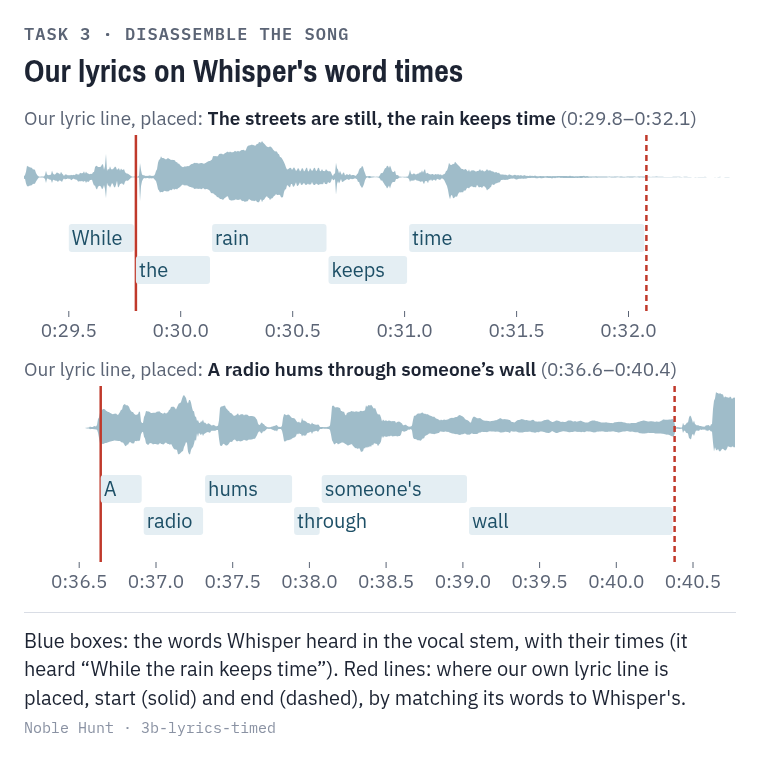 TASK 3 · DISASSEMBLE THE SONG
Our lyrics on Whisper's word times
Our lyric line, placed: The streets are still, the rain keeps time (0:29.8–0:32.1)
While
rain
time
the
keeps
0:29.5 0:30.0 0:30.5 0:31.0 0:31.5 0:32.0
Our lyric line, placed: A radio hums through someone’s wall (0:36.6–0:40.4)
A
hums
someone's
radio
through
wall
0:36.5 0:37.0 0:37.5 0:38.0 0:38.5 0:39.0 0:39.5 0:40.0 0:40.5
Blue boxes: the words Whisper heard in the vocal stem, with their times (it
heard “While the rain keeps time”). Red lines: where our own lyric line is
placed, start (solid) and end (dashed), by matching its words to Whisper's.
Noble Hunt · 3b-lyrics-timed